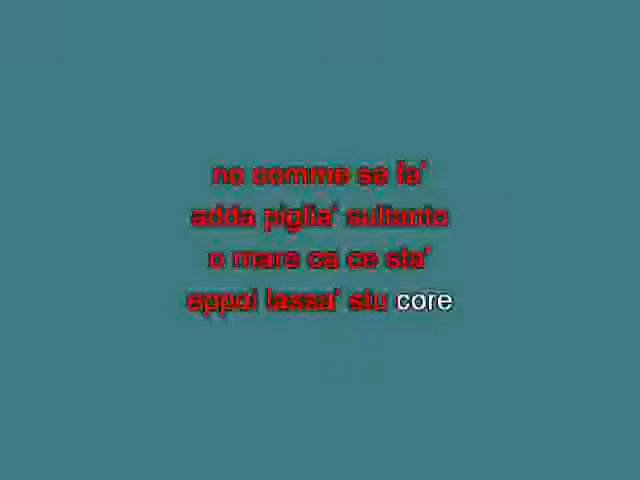 no comme se fa'
adda piglia' sultanto
o mare ca ce sta'
eppoi lassa' stu core